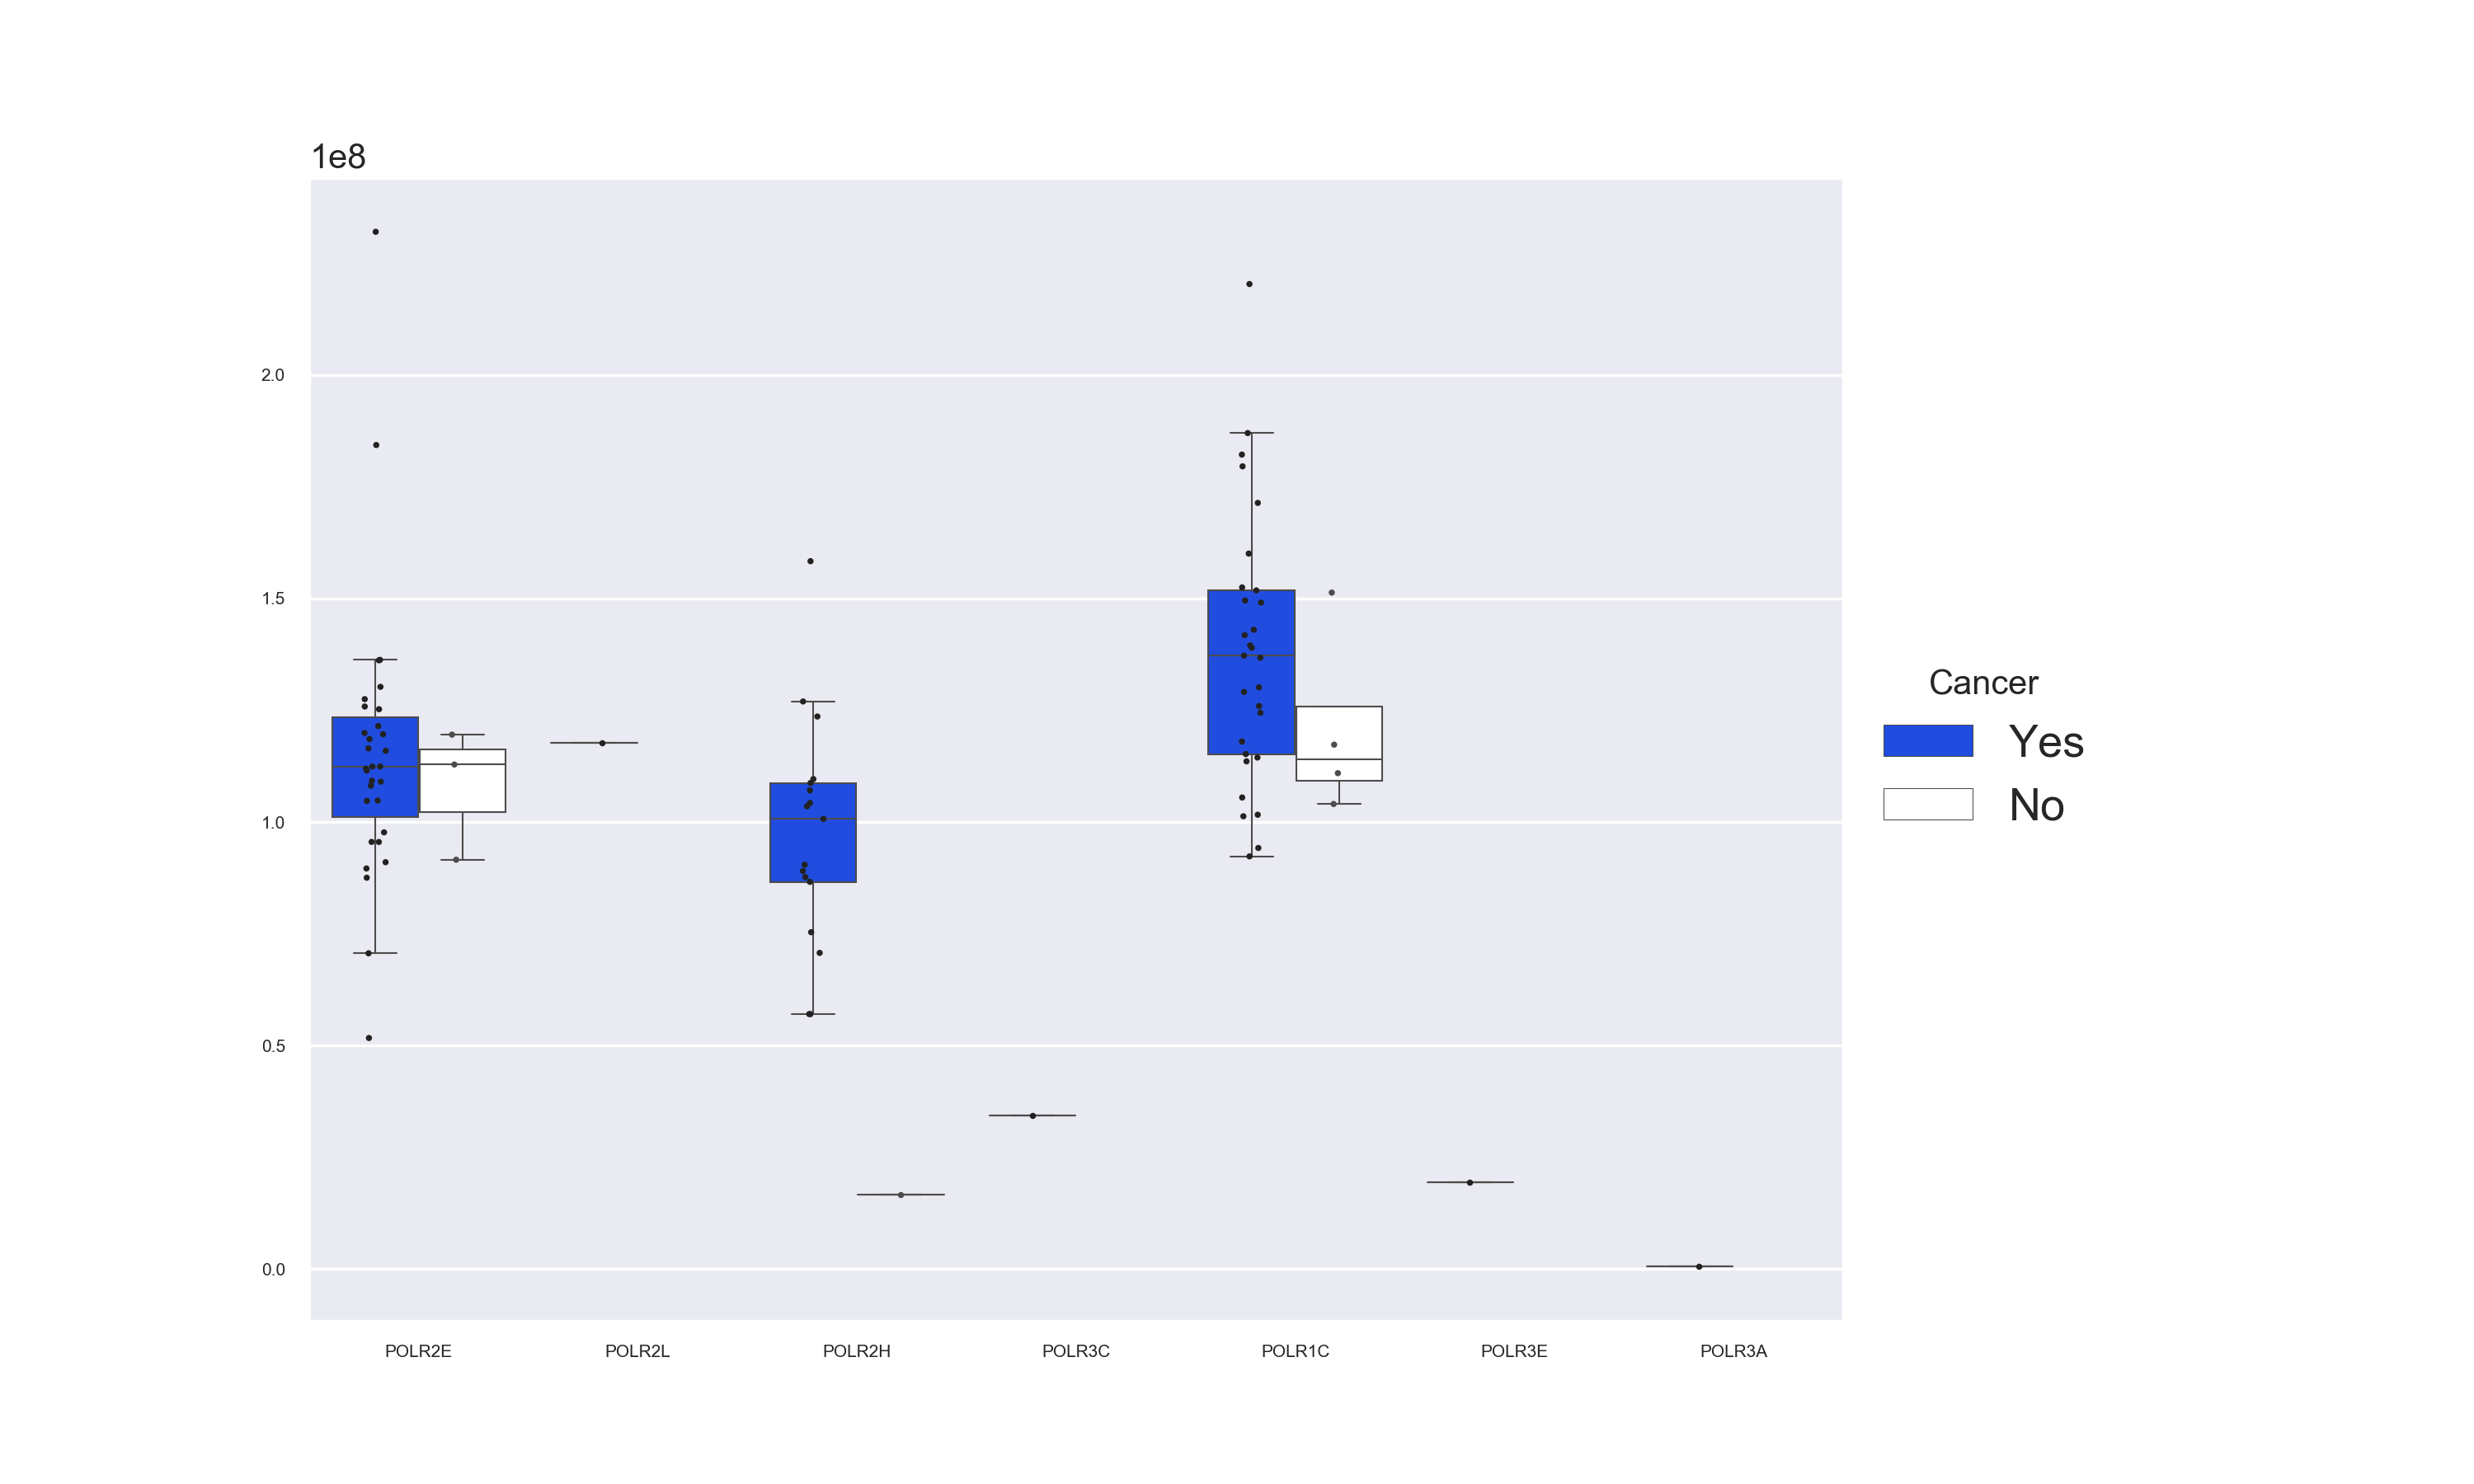 1e8
2.0
1.5
1.0
0.5
0.0
POLR2E POLR2L POLR2H POLR3C POLR1C POLR3E POLR3A
Cancer
Yes
No